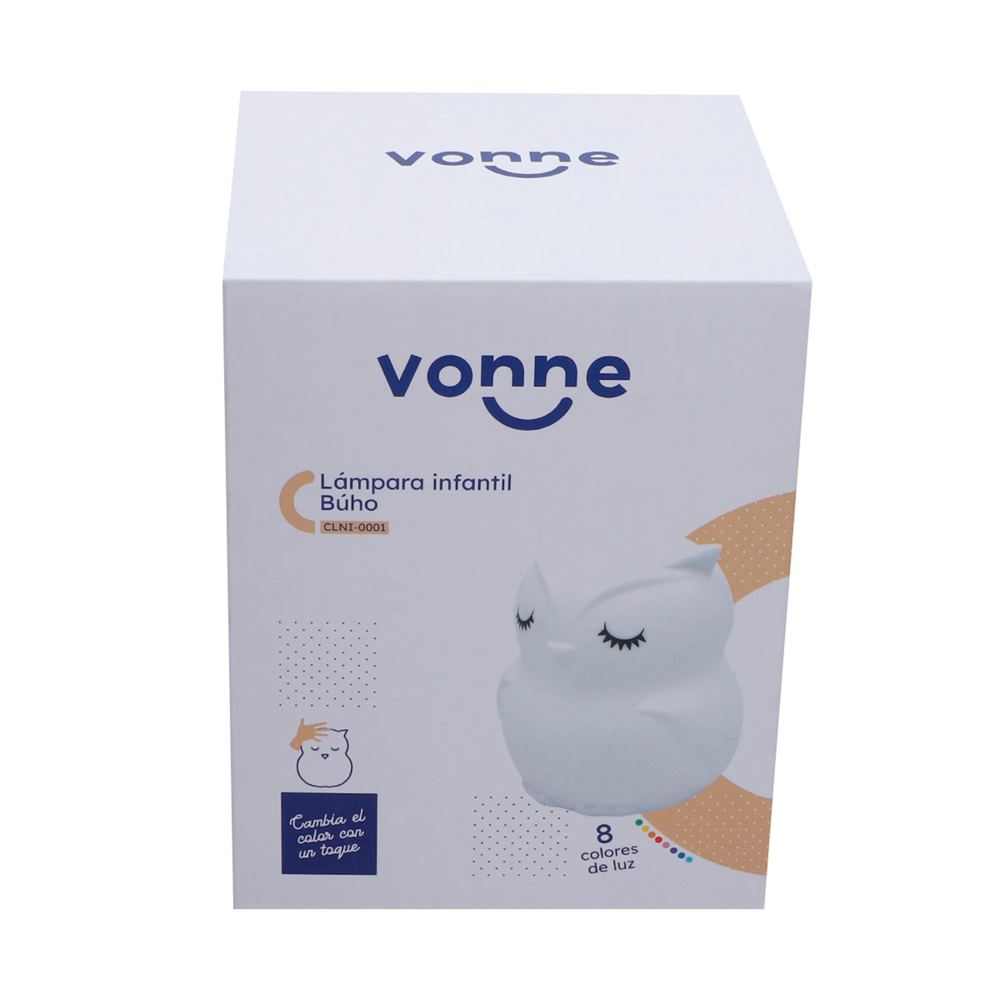 vonne
vonne
Lámpara infantil
Búho
CLNI-0001
Cambia el
color con
un toque
8
colores
de luz